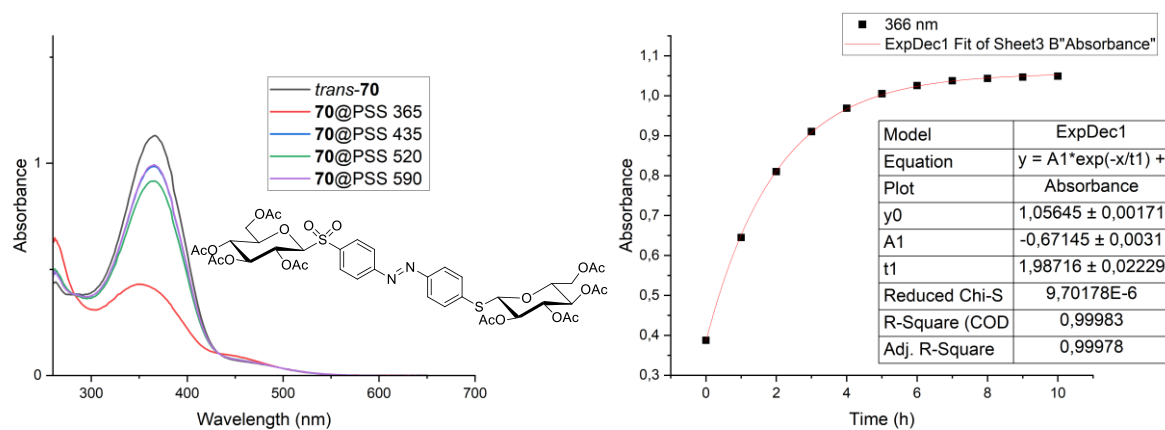 Absorbance
1
0
300
400
500
600
700
Wavelength (nm)
trans-70
70@PSS 365
70@PSS 435
70@PSS 520
70@PSS 590
OAc
O
O O
AcO
S
AcO
OAc
OAc
N
N
OAc
S
O
OAc
AcO
OAc
OAc
366 nm
ExpDec1 Fit of Sheet3 B"Absorbance"
Absorbance
1,1
1,0
0,9
0,8
0,7
0,6
0,5
0,4
0,3
0
2
4
6
8
10
Time (h)
Model ExpDec1
Equation y = A1*exp(-x/t1) +
Plot Absorbance
y0 1,05645 ± 0,00171
A1 -0,67145 ± 0,0031
t1 1,98716 ± 0,02229
Reduced Chi-S 9,70178E-6
R-Square (COD 0,99983
Adj. R-Square 0,99978